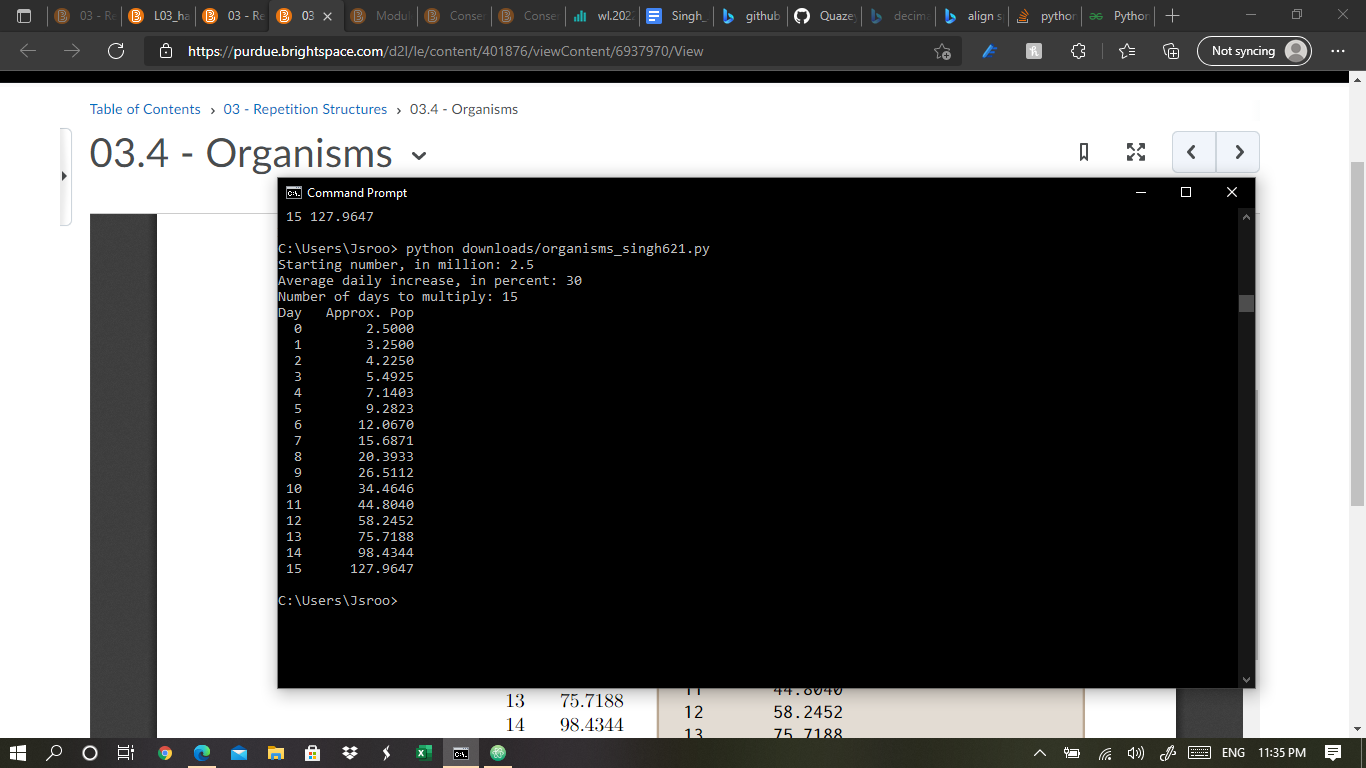 03 - Re
L03_ha
03 - Re
03
Modul
Conser
Conse
wl.202
Singh_
github
Quaze
decima
align s
python
Python
https://purdue.brightspace.com/d2l/le/content/401876/viewContent/6937970/View
Not syncing
Table of Contents › 03 - Repetition Structures › 03.4 - Organisms
03.4 - Organisms
Command Prompt
15 127.9647
C:\Users\Jsroo> python downloads/organisms_singh621.py
Starting number, in million: 2.5
Average daily increase, in percent: 30
Number of days to multiply: 15
Day Approx. Pop
0 2.5000
1 3.2500
2 4.2250
3 5.4925
4 7.1403
5 9.2823
6 12.0670
7 15.6871
8 20.3933
9 26.5112
10 34.4646
11 44.8040
12 58.2452
13 75.7188
14 98.4344
15 127.9647
C:\Users\Jsroo>
11 44.8040
13 75.7188
12 58.2452
14 98.4344
13 75.7188
ENG 11:35 PM